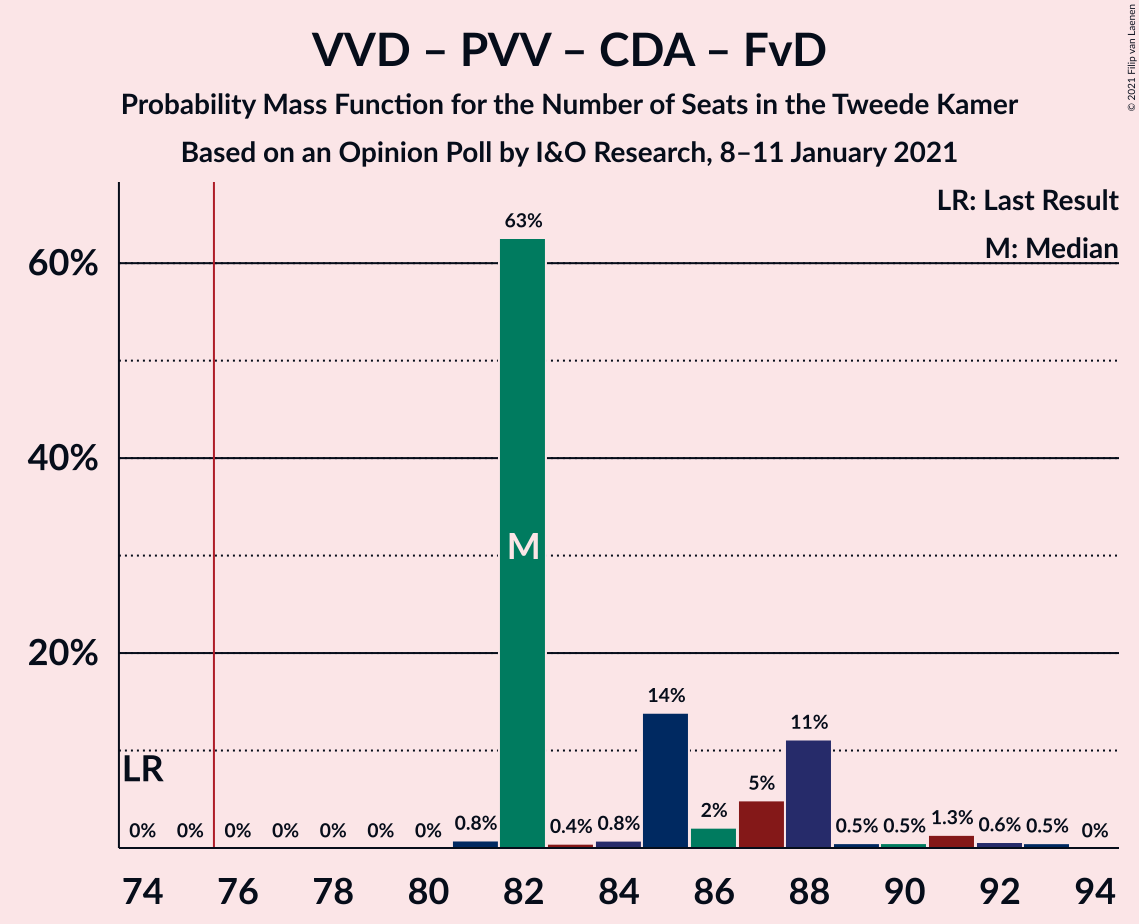 VVD – PVV – CDA – FvD
Probability Mass Function for the Number of Seats in the Tweede Kamer
Based on an Opinion Poll by I&O Research, 8–11 January 2021
© 2021 Filip van Laenen
LR: Last Result
M: Median
60%
40%
20%
63%
M
LR
14%
11%
5%
2%
0% 0% 0% 0% 0% 0% 0% 0.8% 0.4% 0.8% 0.5% 0.5% 1.3% 0.6% 0.5% 0%
74 76 78 80 82 84 86 88 90 92 94